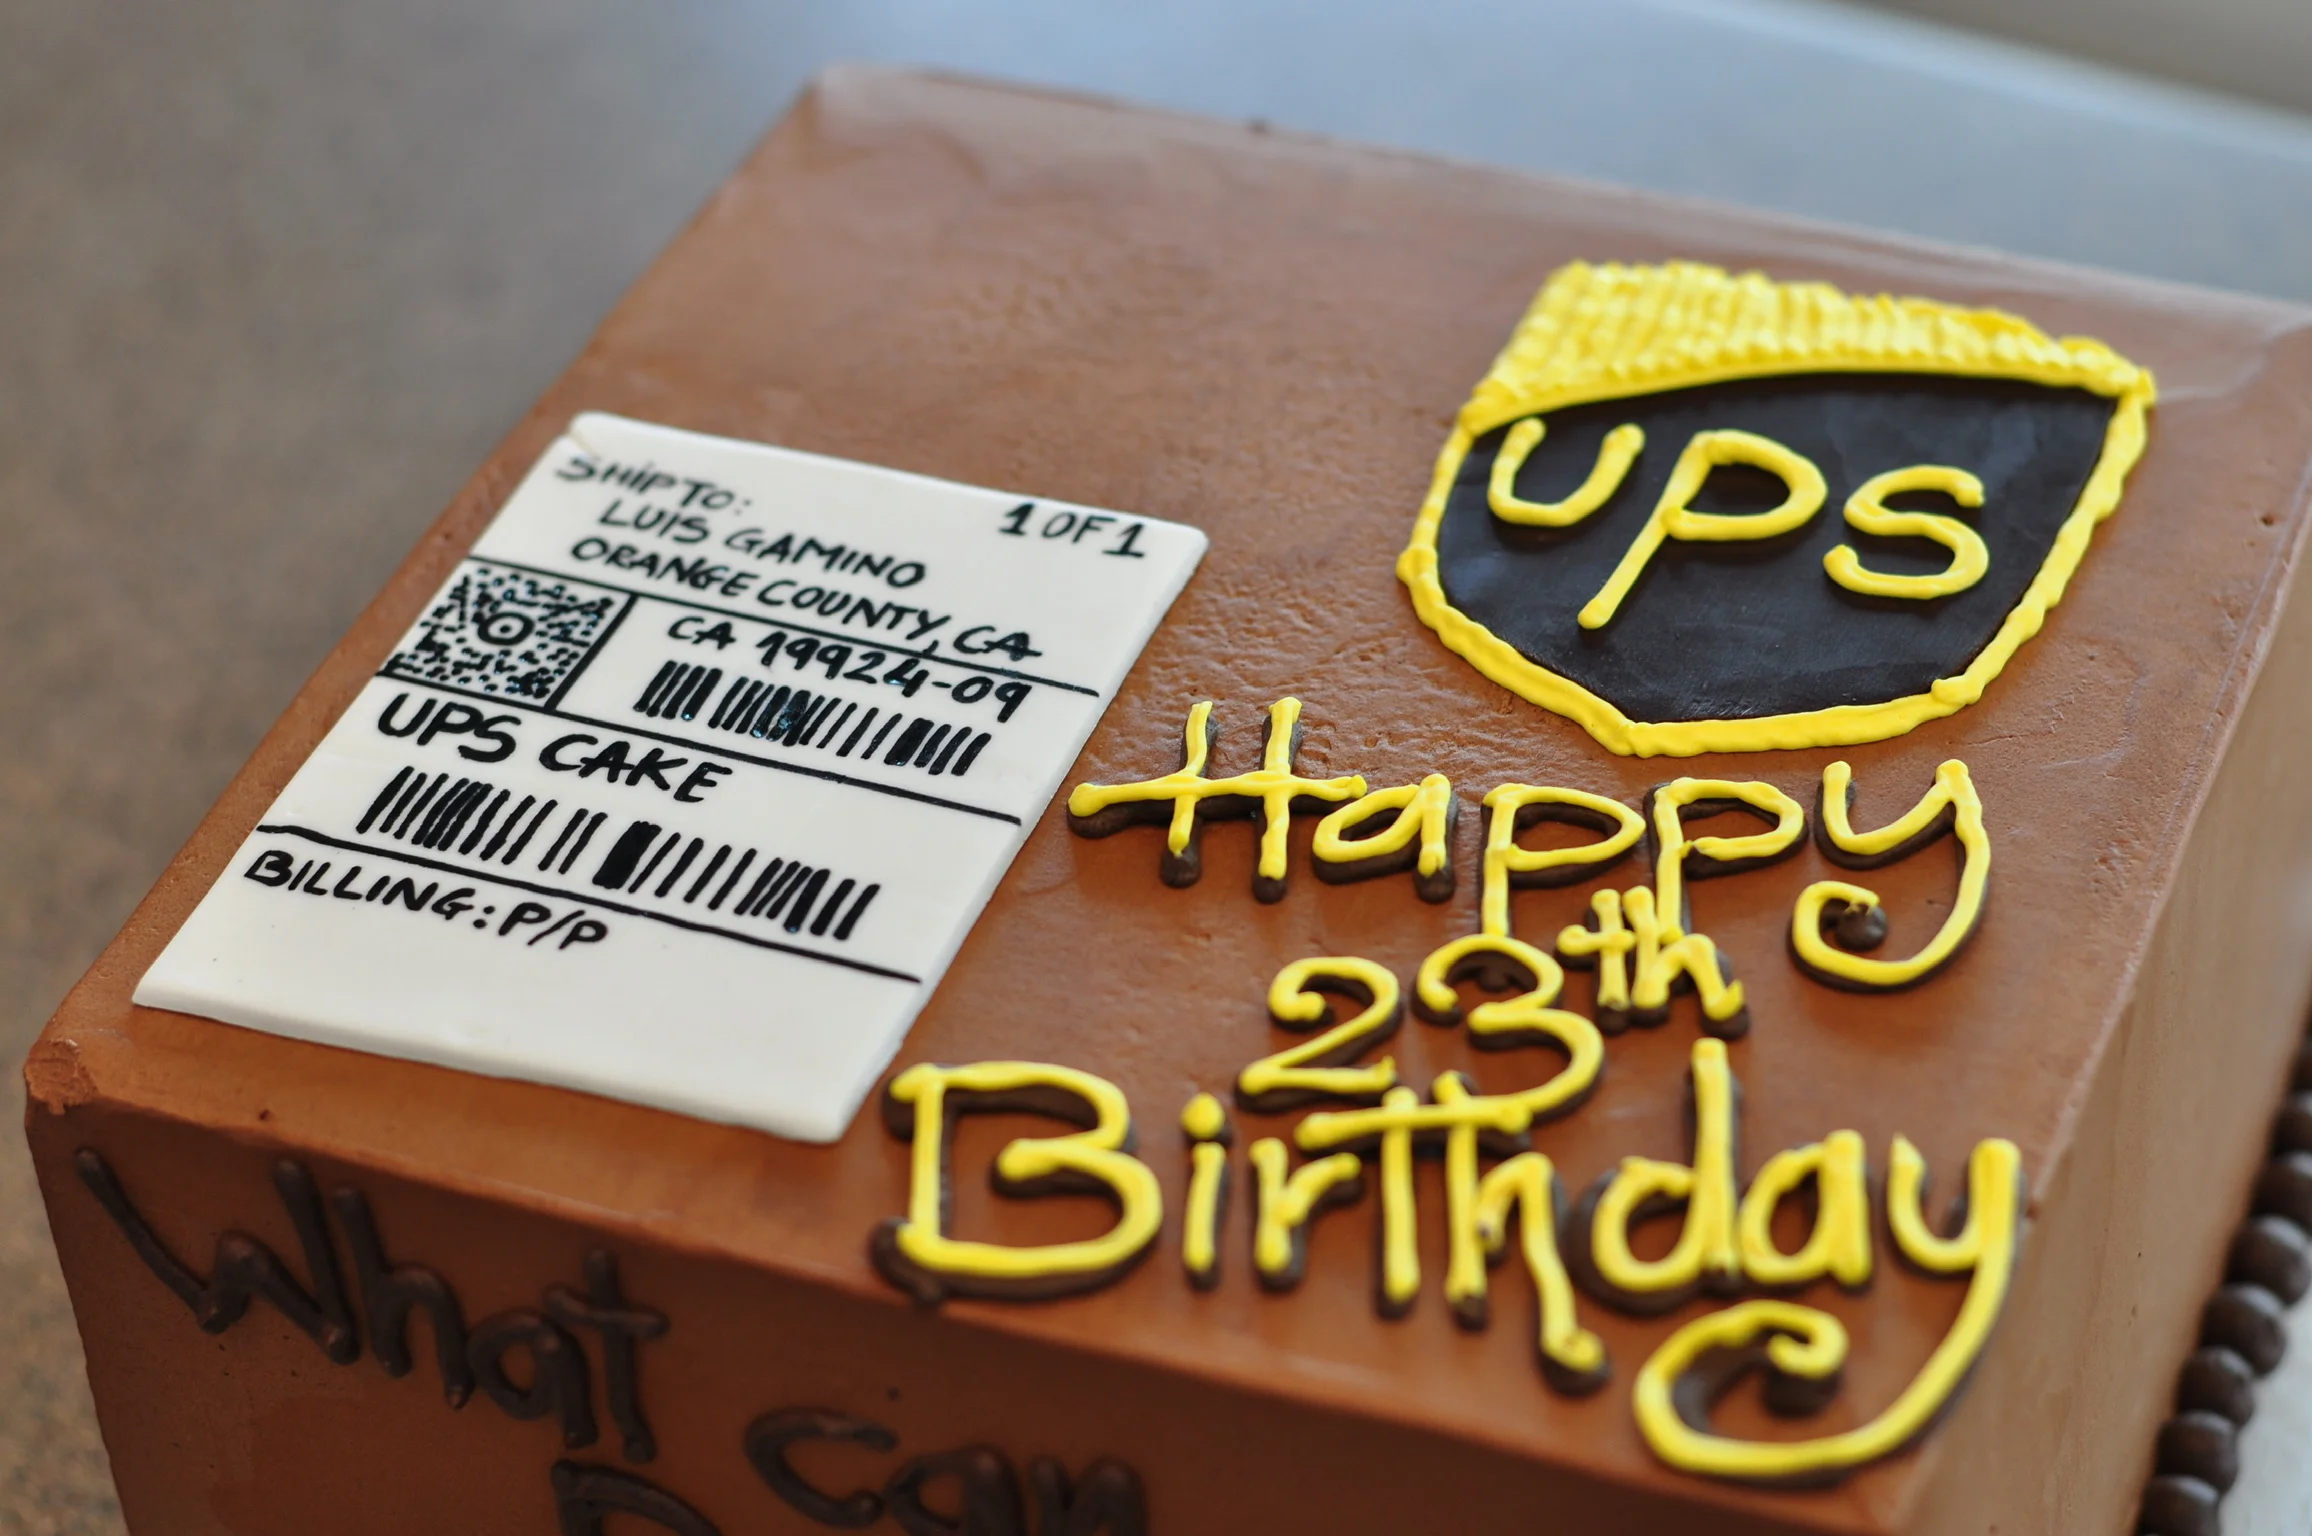 SHIP TO:
LUIS GAMINO
ORANGE COUNTY, CA
1 OF 1
CA 19924-09
UPS CAKE
BILLING: P/P
UPS
Happy
23th
Birthday
What
Can